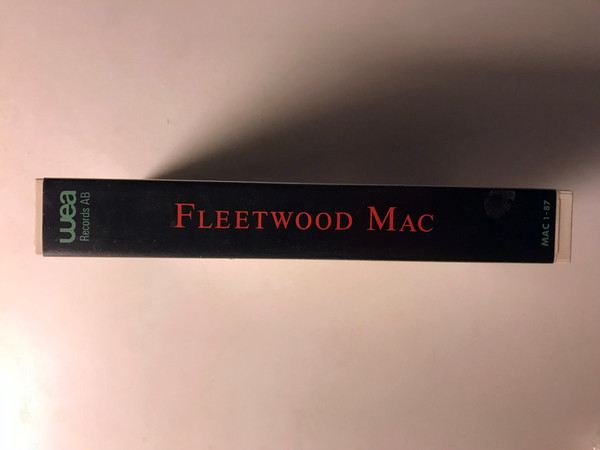 wea
Records AB
FLEETWOOD MAC
MAC 1-87